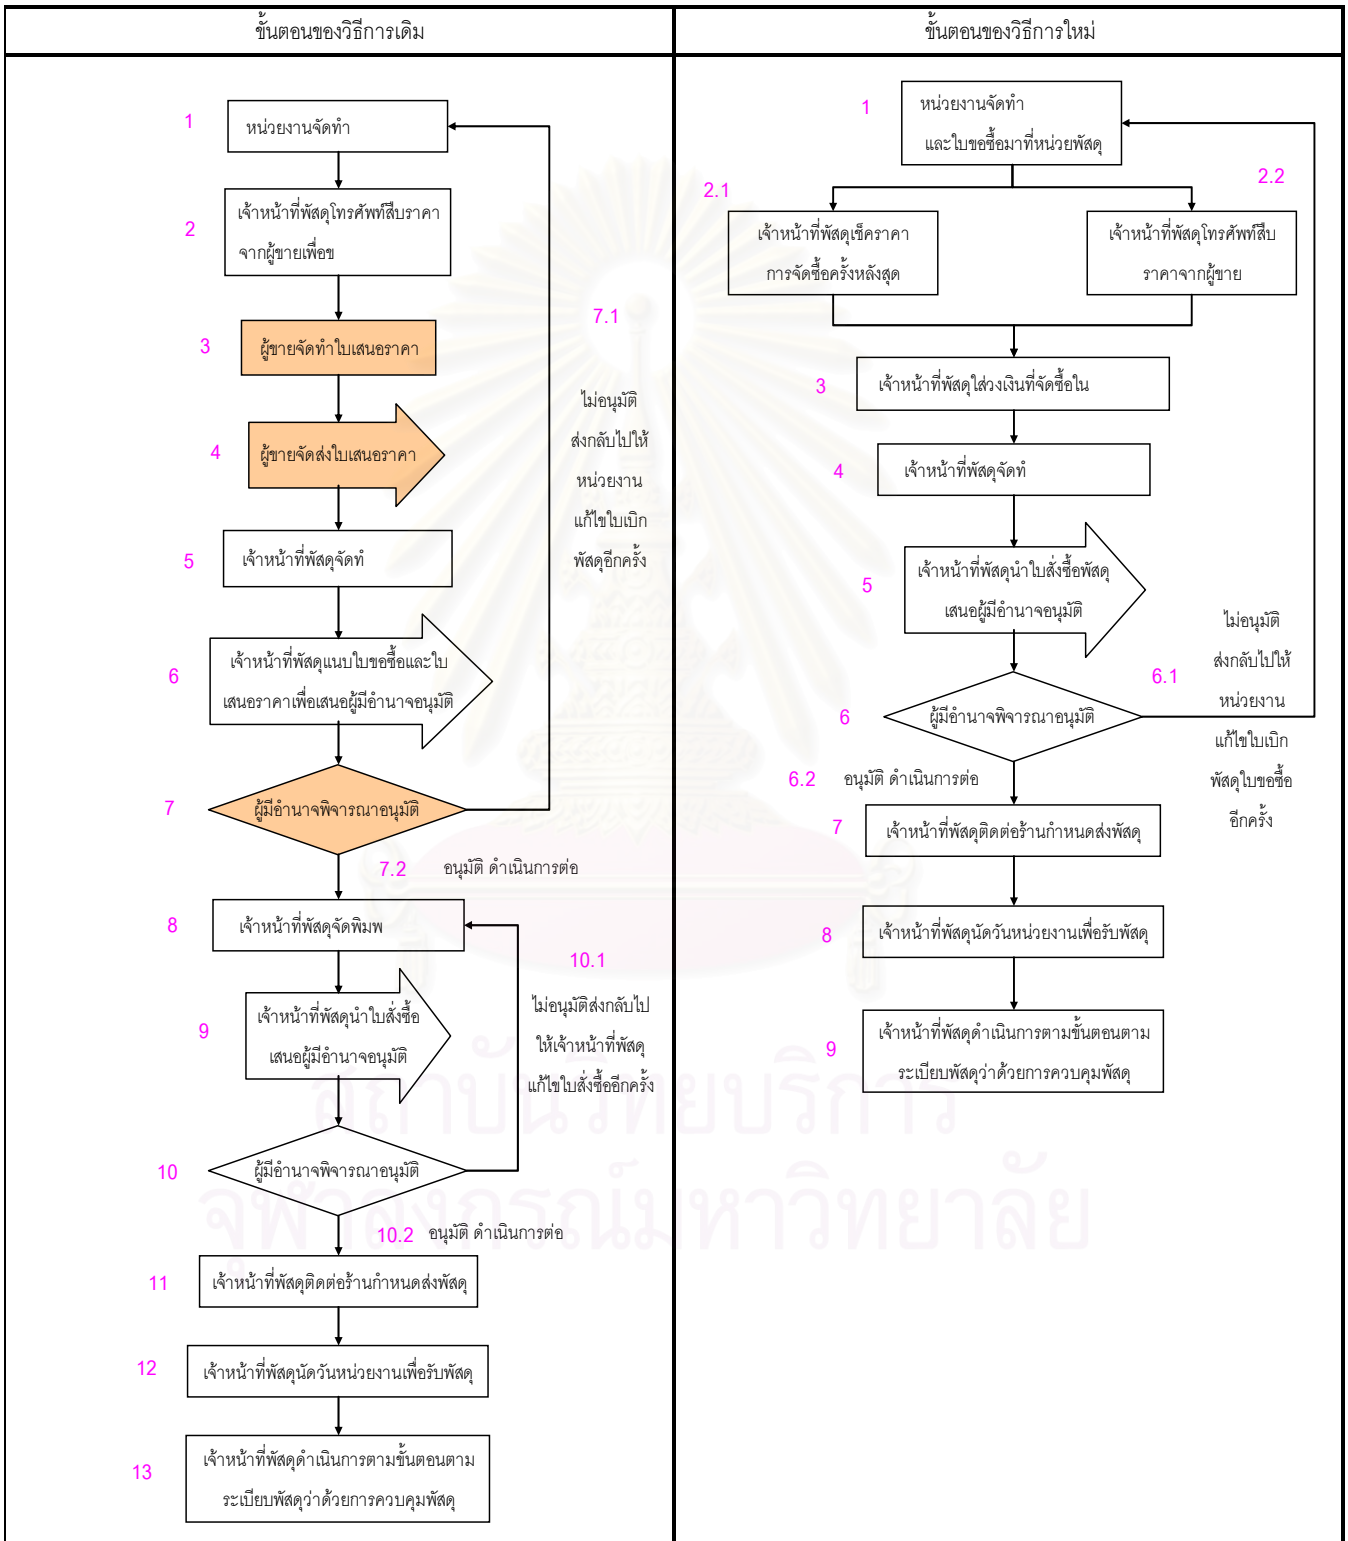 ขั้นตอนของวิธีการเดิม
1
หน่วยงานจัดทำ
2
เจ้าหน้าที่พัสดุโทรศัพท์สืบราคา
จากผู้ขายเพื่อข
3
ผู้ขายจัดทำใบเสนอราคา
4
ผู้ขายจัดส่งใบเสนอราคา
5
เจ้าหน้าที่พัสดุจัดทำ
6
เจ้าหน้าที่พัสดุแนบใบขอซื้อและใบ
เสนอราคาเพื่อเสนอผู้มีอำนาจอนุมัติ
7
ผู้มีอำนาจพิจารณาอนุมัติ
7.1
ไม่อนุมัติ
ส่งกลับไปให้
หน่วยงาน
แก้ไขใบเบิก
พัสดุอีกครั้ง
7.2
อนุมัติ ดำเนินการต่อ
8
เจ้าหน้าที่พัสดุจัดพิมพ
9
เจ้าหน้าที่พัสดุนำใบสั่งซื้อ
เสนอผู้มีอำนาจอนุมัติ
10
ผู้มีอำนาจพิจารณาอนุมัติ
10.1
ไม่อนุมัติส่งกลับไป
ให้เจ้าหน้าที่พัสดุ
แก้ไขใบสั่งซื้ออีกครั้ง
10.2
อนุมัติ ดำเนินการต่อ
11
เจ้าหน้าที่พัสดุติดต่อร้านกำหนดส่งพัสดุ
12
เจ้าหน้าที่พัสดุนัดวันหน่วยงานเพื่อรับพัสดุ
13
เจ้าหน้าที่พัสดุดำเนินการตามขั้นตอนตาม
ระเบียบพัสดุว่าด้วยการควบคุมพัสดุ
ขั้นตอนของวิธีการใหม่
1
หน่วยงานจัดทำ
และใบขอซื้อมาที่หน่วยพัสดุ
2.1
เจ้าหน้าที่พัสดุเช็คราคา
การจัดซื้อครั้งหลังสุด
2.2
เจ้าหน้าที่พัสดุโทรศัพท์สืบ
ราคาจากผู้ขาย
3
เจ้าหน้าที่พัสดุใส่วงเงินที่จัดซื้อใน
4
เจ้าหน้าที่พัสดุจัดทำ
5
เจ้าหน้าที่พัสดุนำใบสั่งซื้อพัสดุ
เสนอผู้มีอำนาจอนุมัติ
6
ผู้มีอำนาจพิจารณาอนุมัติ
6.1
ไม่อนุมัติ
ส่งกลับไปให้
หน่วยงาน
แก้ไขใบเบิก
พัสดุใบขอซื้อ
อีกครั้ง
6.2
อนุมัติ ดำเนินการต่อ
7
เจ้าหน้าที่พัสดุติดต่อร้านกำหนดส่งพัสดุ
8
เจ้าหน้าที่พัสดุนัดวันหน่วยงานเพื่อรับพัสดุ
9
เจ้าหน้าที่พัสดุดำเนินการตามขั้นตอนตาม
ระเบียบพัสดุว่าด้วยการควบคุมพัสดุ
สถาบันวิทยบริการ
จุฬาลงกรณ์มหาวิทยาลัย